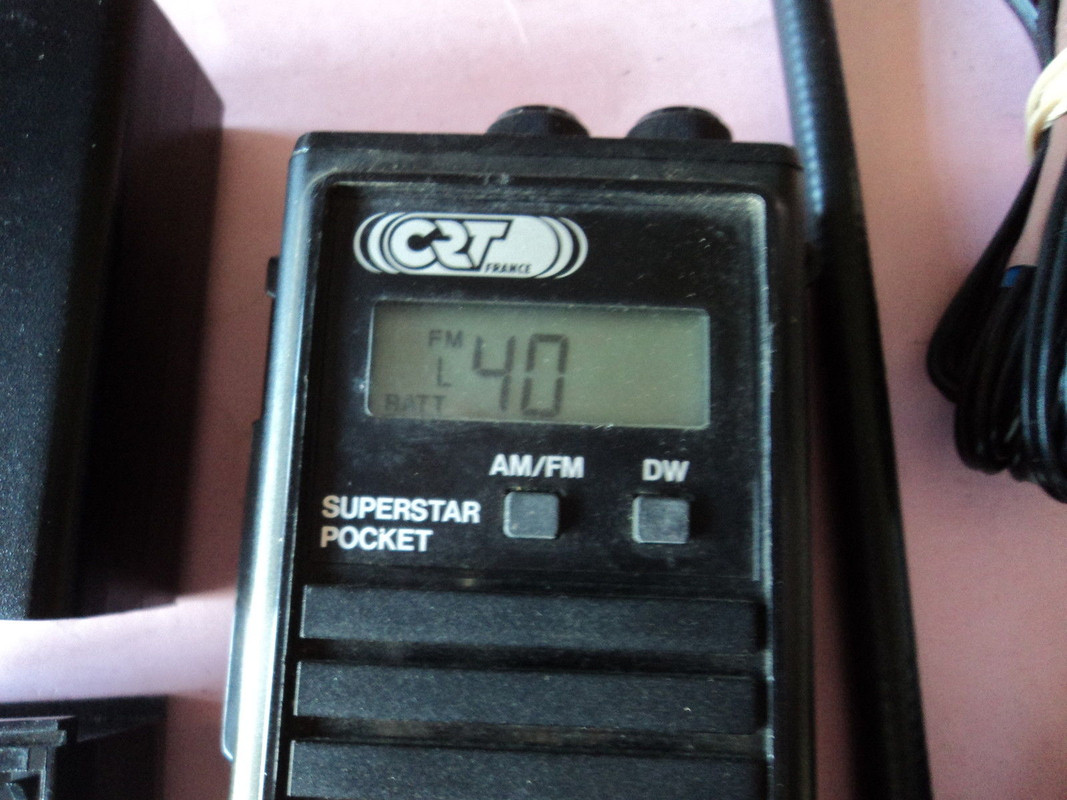 CRT
FRANCE
FM
L 40
BATT
AM/FM DW
SUPERSTAR
POCKET